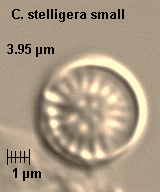 C. stelligera small
3.95 µm
1 µm